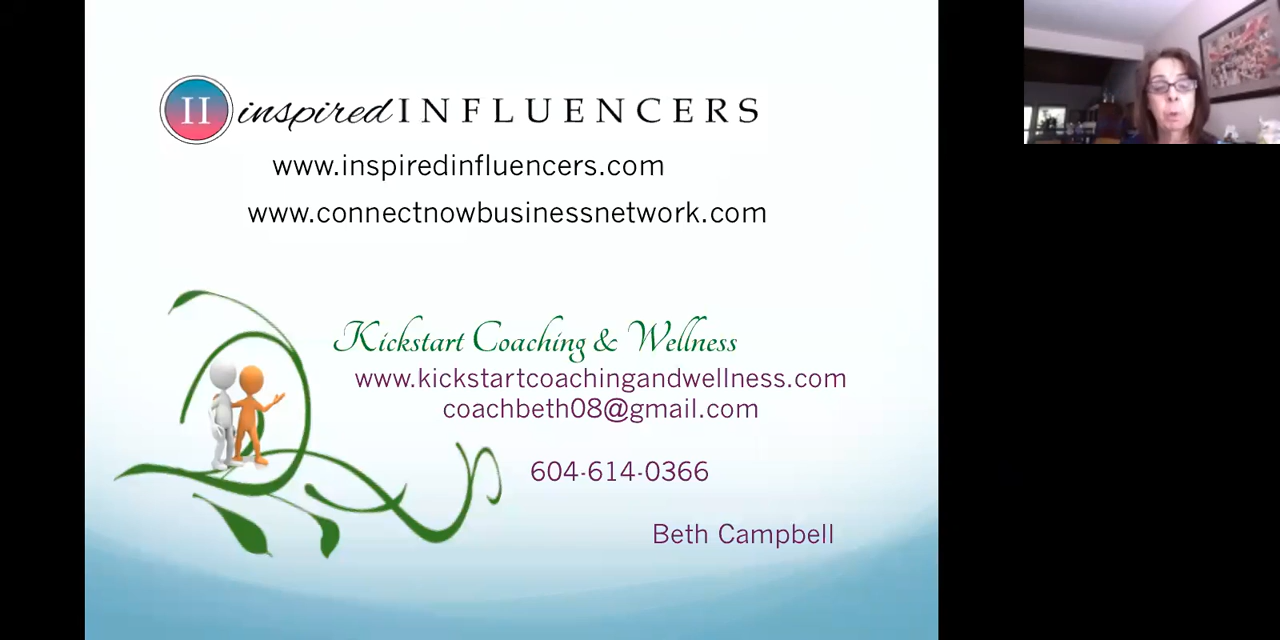 II inspired INFLUENCERS
www.inspiredinfluencers.com
www.connectnowbusinessnetwork.com
Kickstart Coaching & Wellness
www.kickstartcoachingandwellness.com
coachbeth08@gmail.com
604-614-0366
Beth Campbell